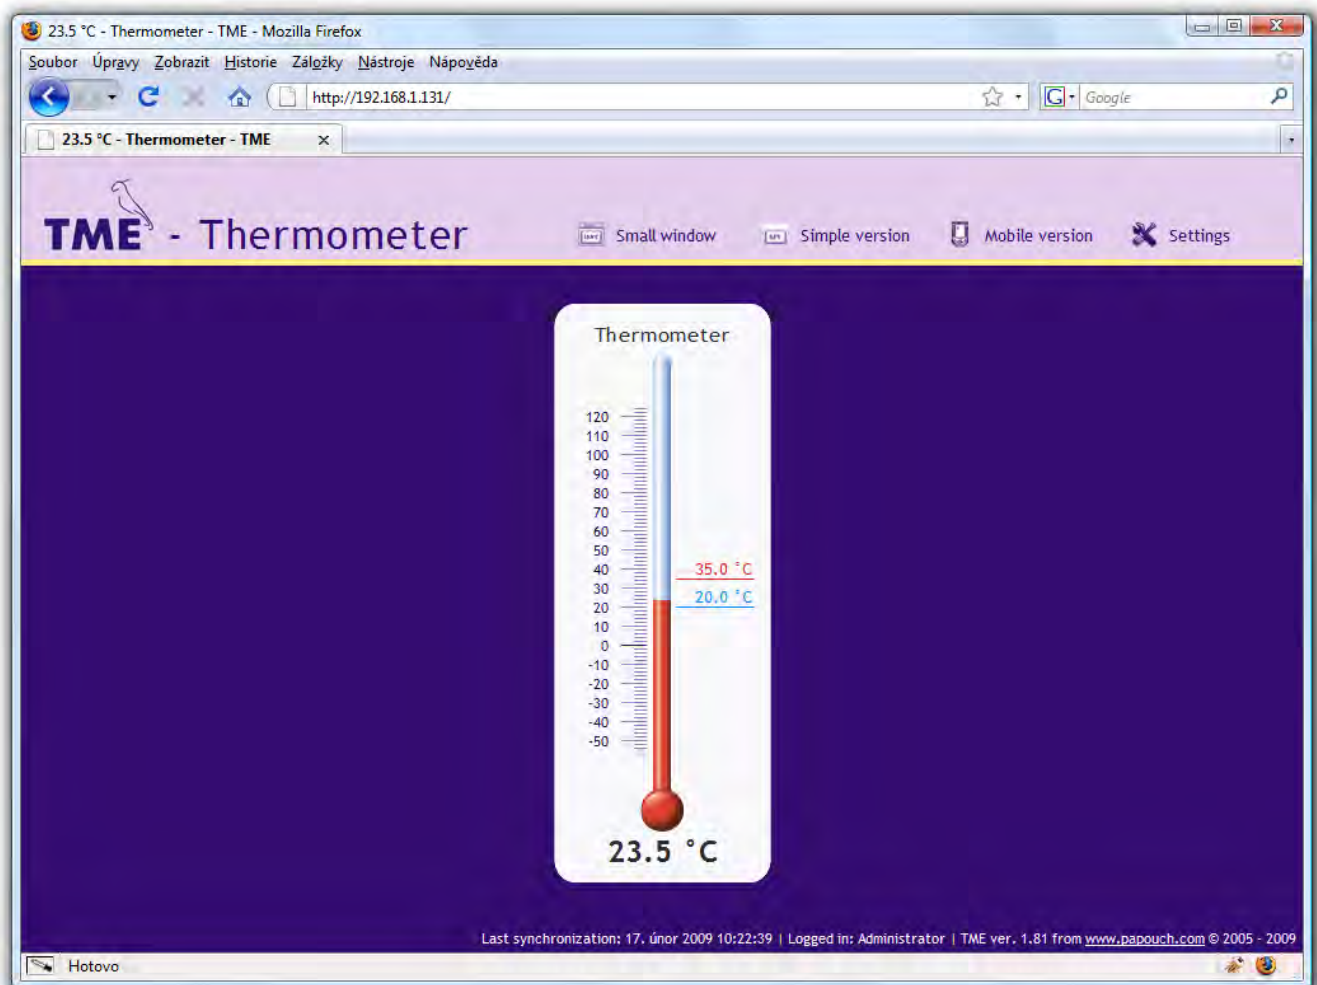 23.5 °C - Thermometer - TME - Mozilla Firefox
Soubor Úpravy Zobrazit Historie Záložky Nástroje Nápověda
http://192.168.1.131/
G Google
23.5 °C - Thermometer - TME
TME - Thermometer
Small window Simple version Mobile version Settings
Thermometer
120
110
100
90
80
70
60
50
40
35.0 °C
30
20.0 °C
20
10
0
-10
-20
-30
-40
-50
23.5 °C
Last synchronization: 17. únor 2009 10:22:39 | Logged in: Administrator | TME ver. 1.81 from www.papouch.com © 2005 - 2009
Hotovo